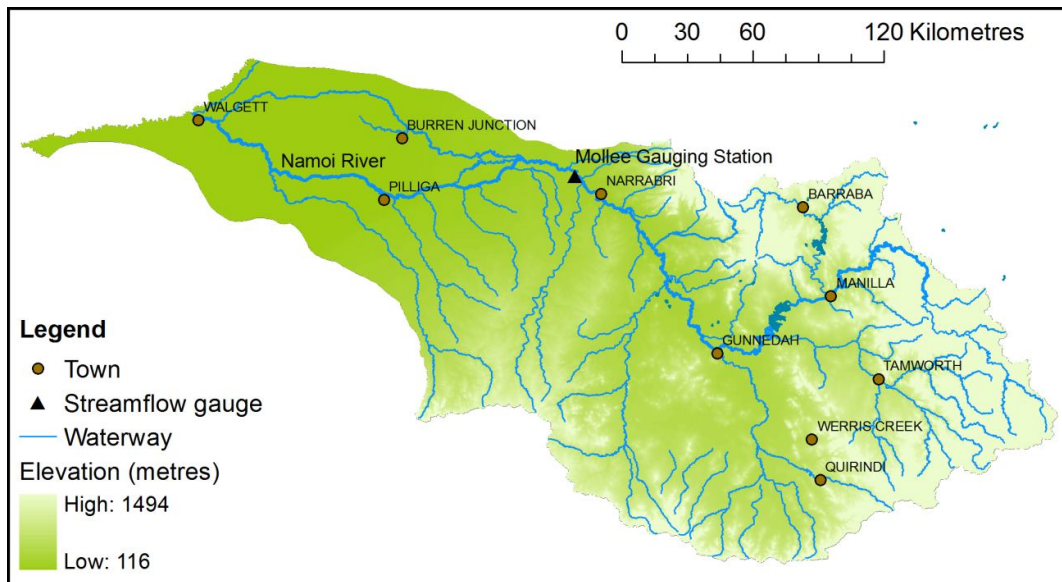 0 30 60 120 Kilometres
WALGETT
BURREN JUNCTION
Mollee Gauging Station
Namoi River
NARRABRI
PILLIGA
BARRABA
MANILLA
GUNNEDAH
TAMWORTH
WERRIS CREEK
QUIRINDI
Legend
Town
Streamflow gauge
Waterway
Elevation (metres)
High: 1494
Low: 116